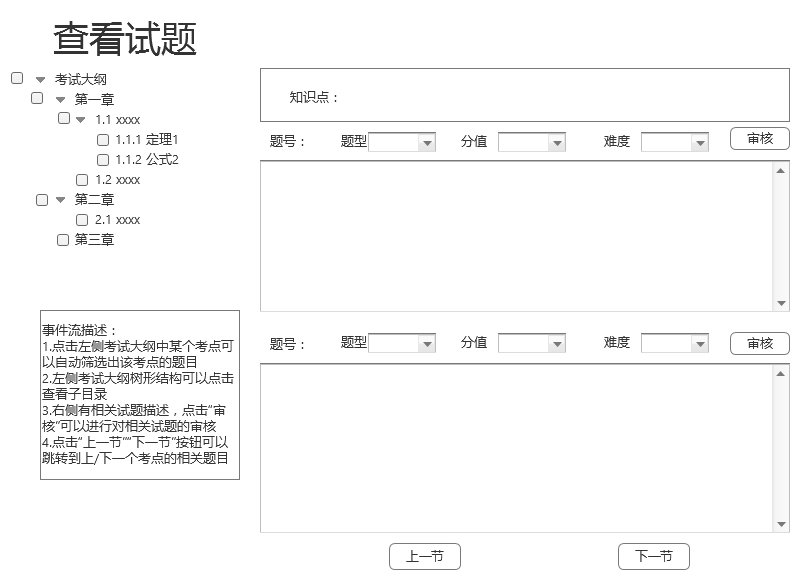 查看试题
考试大纲
第一章
1.1 xxxx
1.1.1 定理1
1.1.2 公式2
1.2 xxxx
第二章
2.1 xxxx
第三章
事件流描述：
1.点击左侧考试大纲中某个考点可
以自动筛选出该考点的题目
2.左侧考试大纲树形结构可以点击
查看子目录
3.右侧有相关试题描述，点击“审
核”可以进行对相关试题的审核
4.点击“上一节”“下一节”按钮可以
跳转到上/下一个考点的相关题目
知识点：
题号： 题型 分值 难度 审核
题号： 题型 分值 难度 审核
上一节 下一节